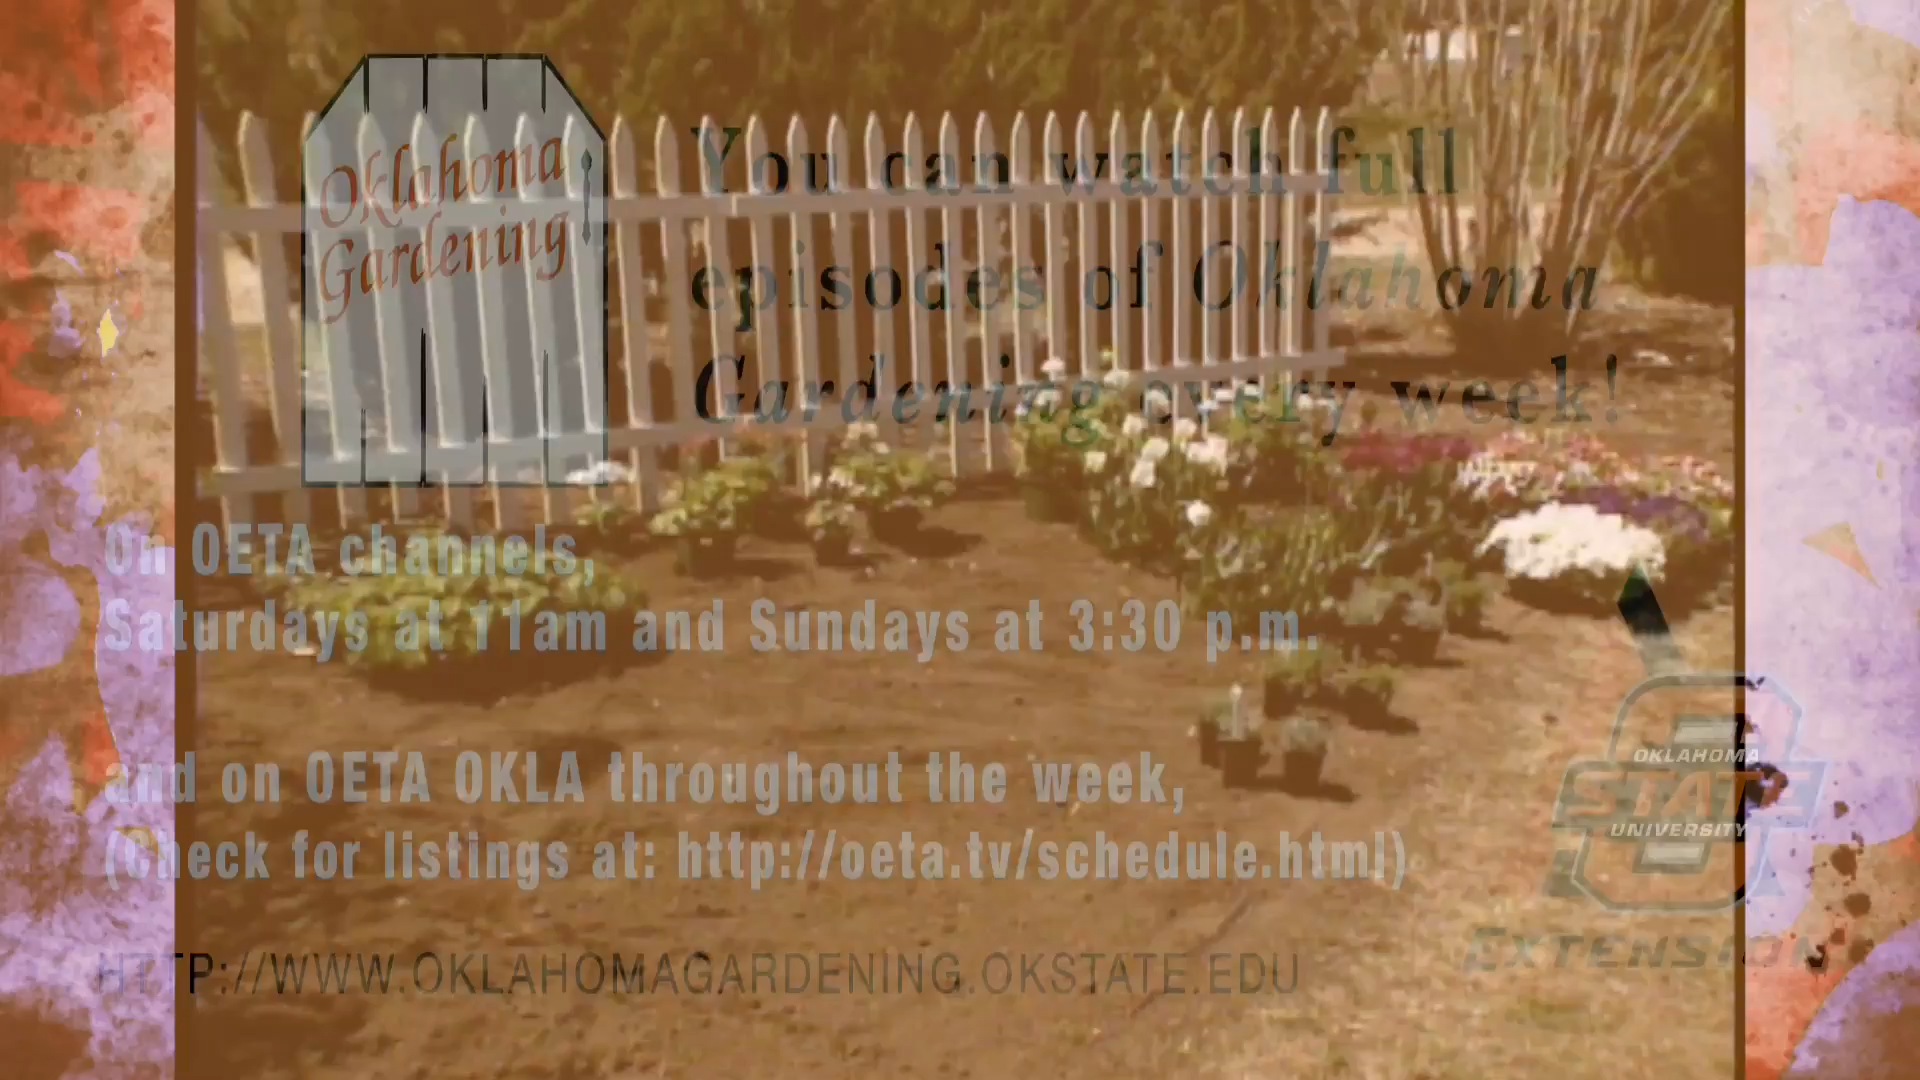 Oklahoma
Gardening
You can watch full
episodes of Oklahoma
Gardening every week!
On OETA channels,
Saturdays at 11am and Sundays at 3:30 p.m.
and on OETA OKLA throughout the week,
(Check for listings at: http://oeta.tv/schedule.html)
OKLAHOMA
STATE
UNIVERSITY
EXTENSION
HTTP://WWW.OKLAHOMAGARDENING.OKSTATE.EDU